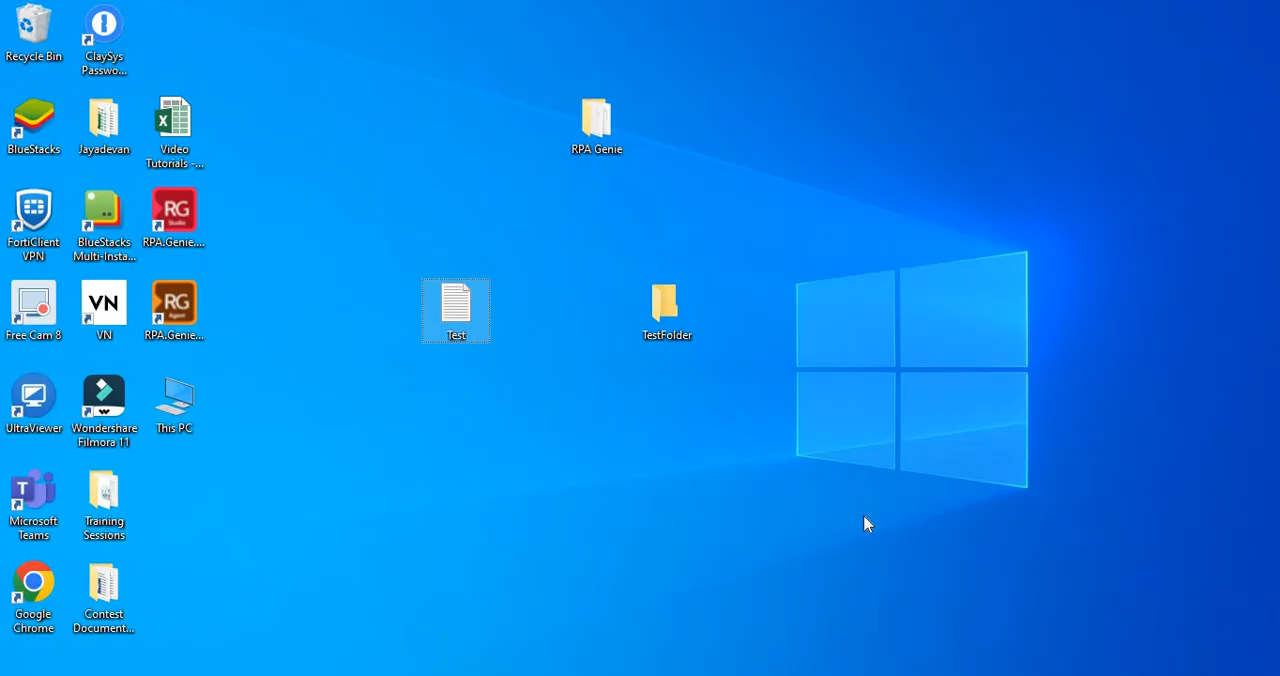 Recycle Bin
ClaySys
Passwo...
BlueStacks
Jayadevan
Video
Tutorials -...
RPA Genie
FortiClient
VPN
BlueStacks
Multi-Insta...
RG
Studio
RPA.Genie....
Free Cam 8
VN
VN
RG
Agent
RPA.Genie...
Test
TestFolder
UltraViewer
Wondershare
Filmora 11
This PC
T
Microsoft
Teams
Training
Sessions
Google
Chrome
Contest
Document...